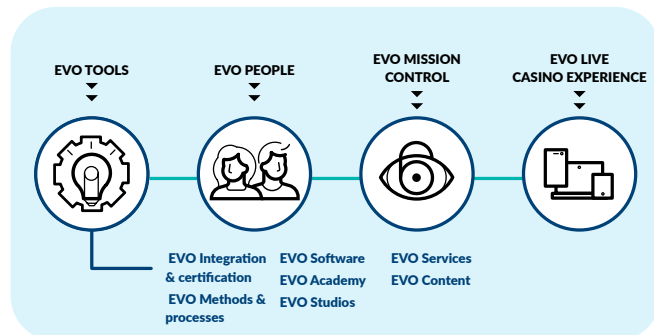 EVO TOOLS
EVO PEOPLE
EVO MISSION
CONTROL
EVO LIVE
CASINO EXPERIENCE
EVO Integration
& certification
EVO Methods &
processes
EVO Software
EVO Academy
EVO Studios
EVO Services
EVO Content